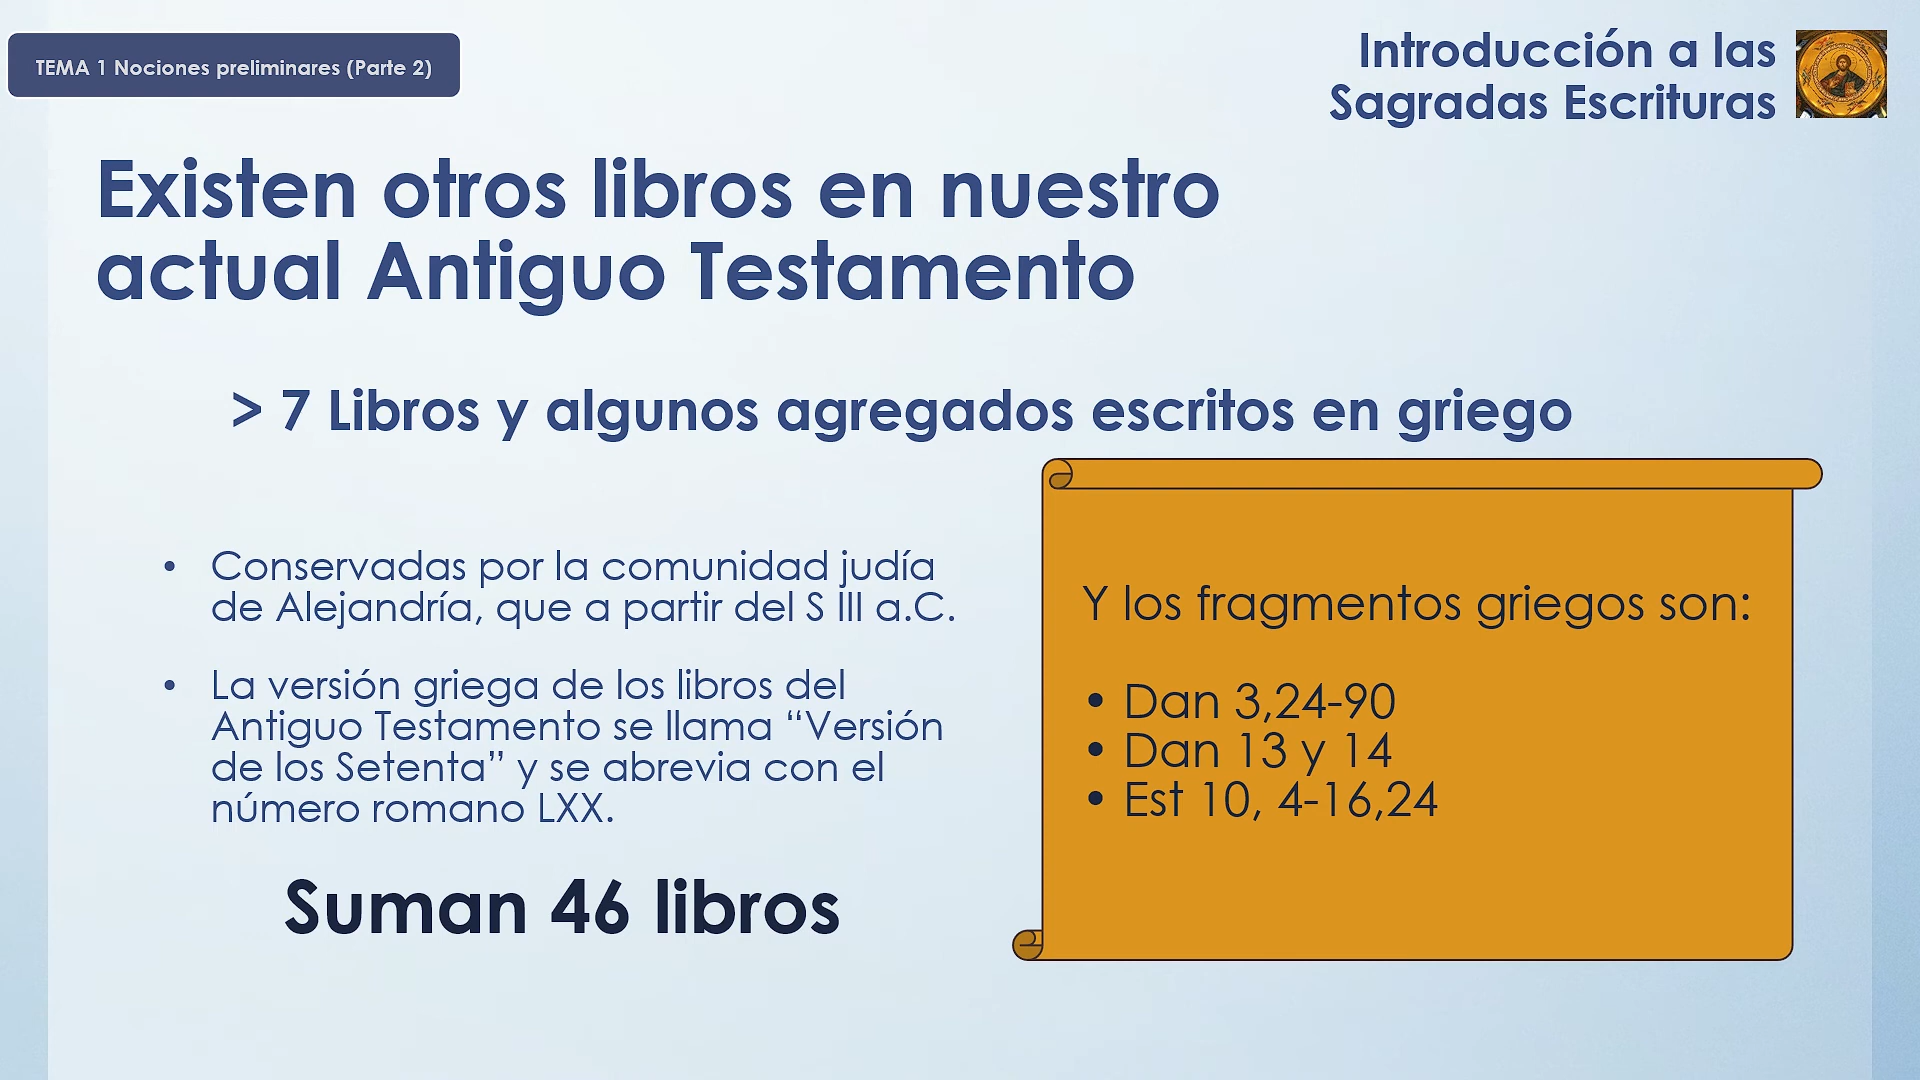 TEMA 1 Nociones preliminares (Parte 2)
Introducción a las
Sagradas Escrituras
Existen otros libros en nuestro
actual Antiguo Testamento
> 7 Libros y algunos agregados escritos en griego
• Conservadas por la comunidad judía
de Alejandría, que a partir del S III a.C.
• La versión griega de los libros del
Antiguo Testamento se llama “Versión
de los Setenta” y se abrevia con el
número romano LXX.
Suman 46 libros
Y los fragmentos griegos son:
• Dan 3,24-90
• Dan 13 y 14
• Est 10, 4-16,24